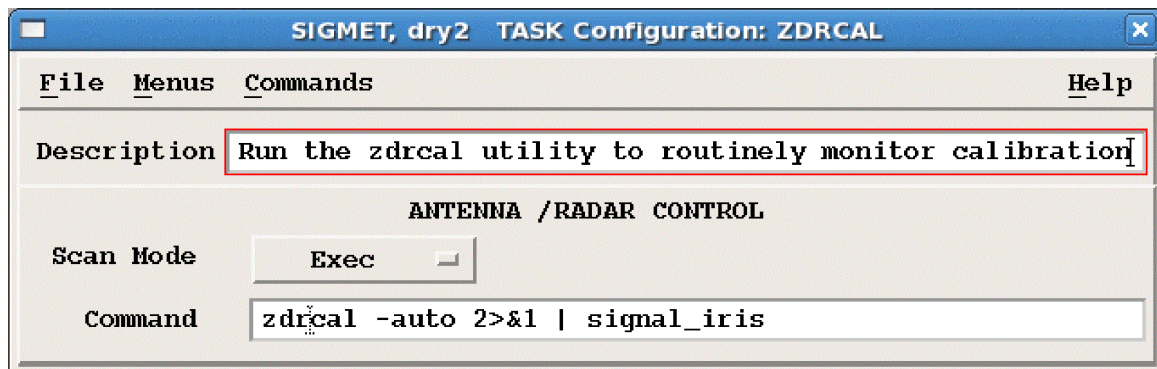 SIGMET, dry2 TASK Configuration: ZDRCAL
File Menus Commands Help
Description Run the zdrcal utility to routinely monitor calibration
ANTENNA /RADAR CONTROL
Scan Mode Exec
Command zdrcal -auto 2>&1 | signal_iris